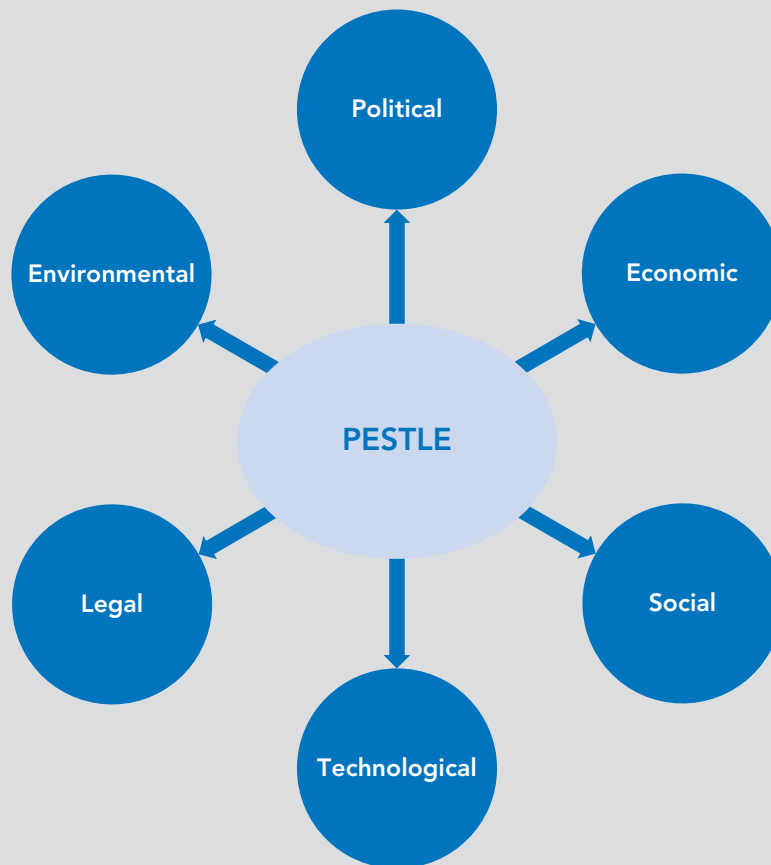 Political
Environmental
Economic
PESTLE
Legal
Social
Technological